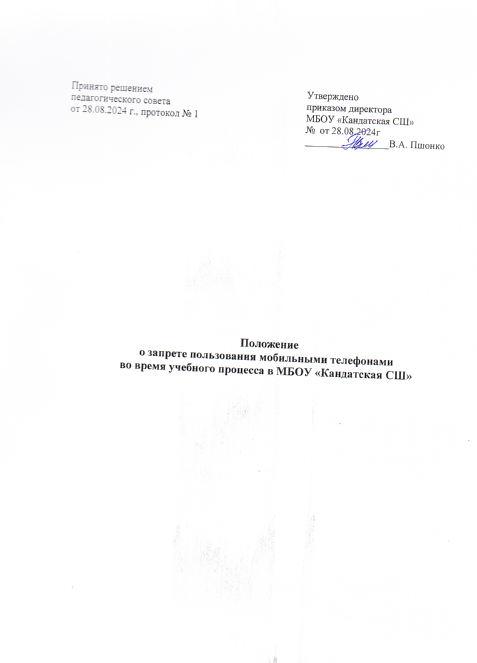 Принято решением
педагогического совета
от 28.08.2024 г., протокол № 1
Утверждено
приказом директора
МБОУ «Кандатская СШ»
№ от 28.08.2024г
В.А. Пшонко
Положение
о запрете пользования мобильными телефонами
во время учебного процесса в МБОУ «Кандатская СШ»